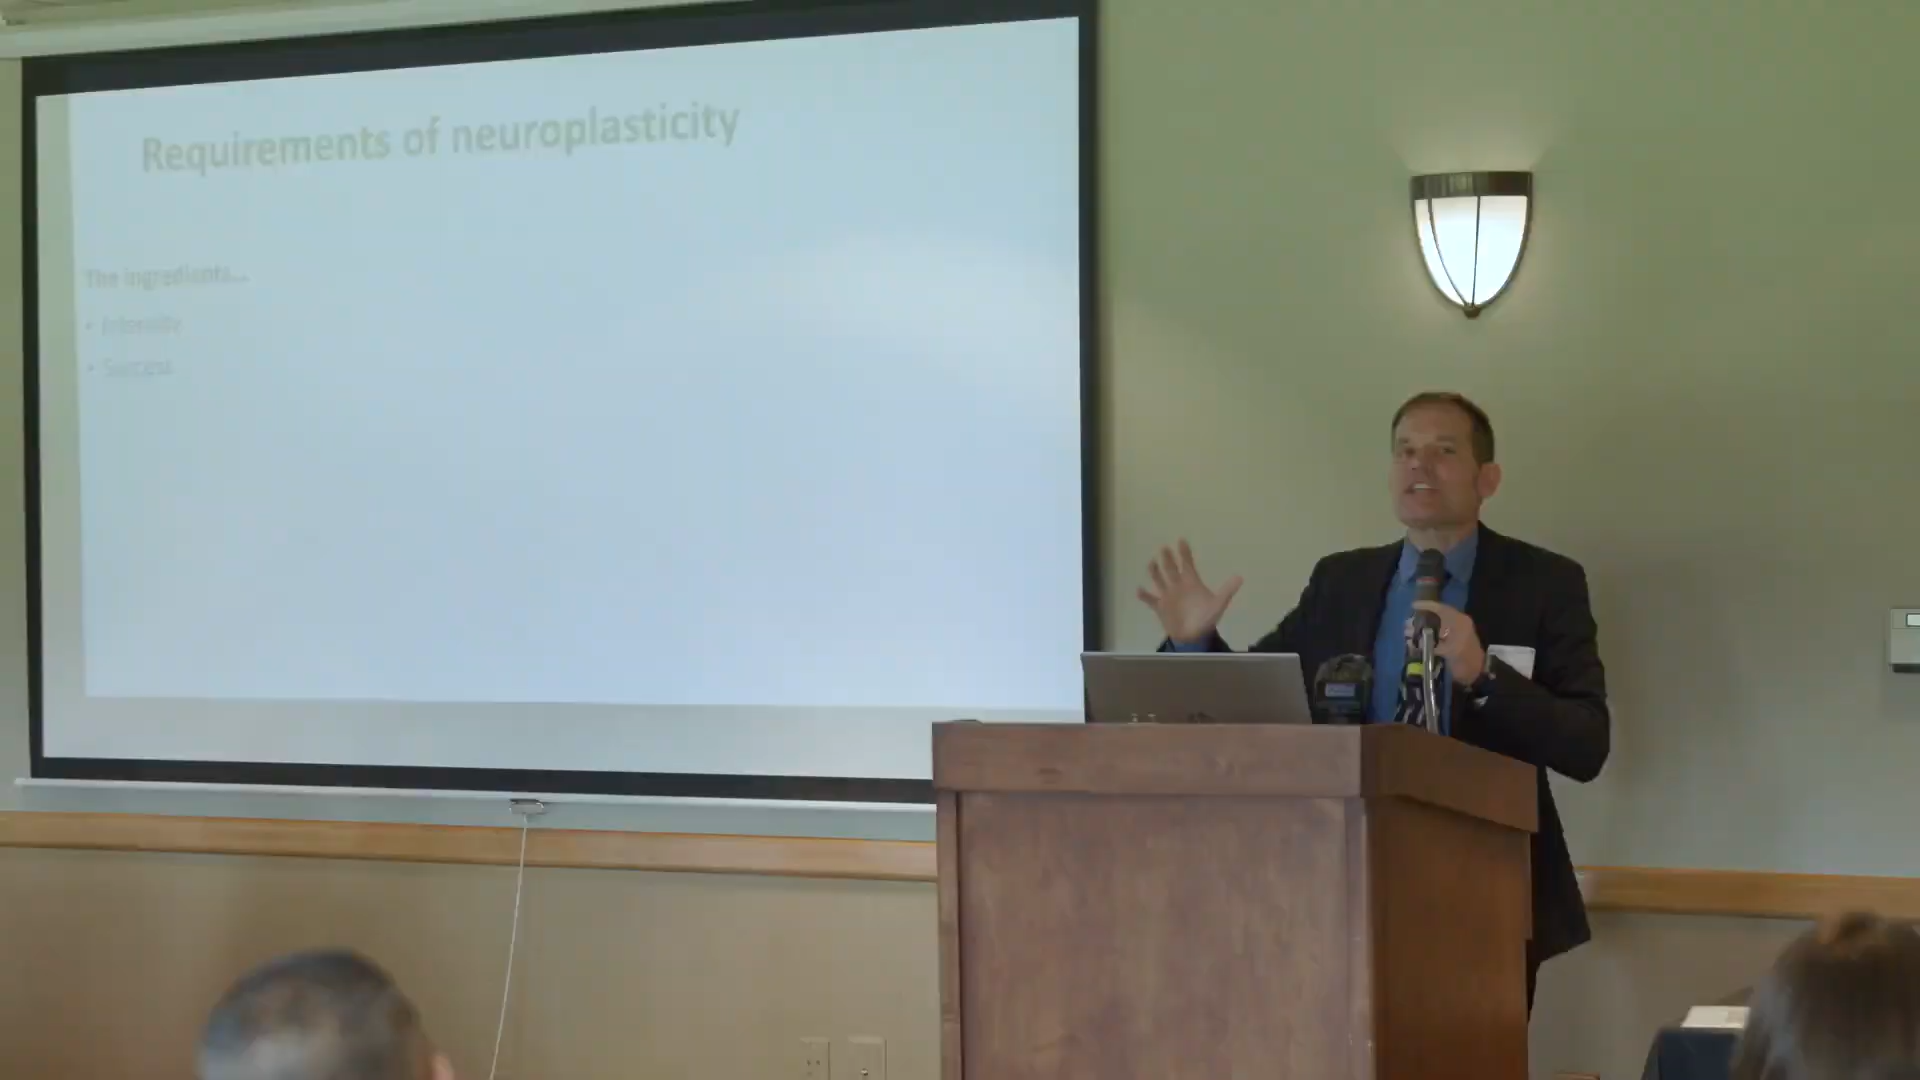 Requirements of neuroplasticity
The ingredients...
• Intensity
• Success